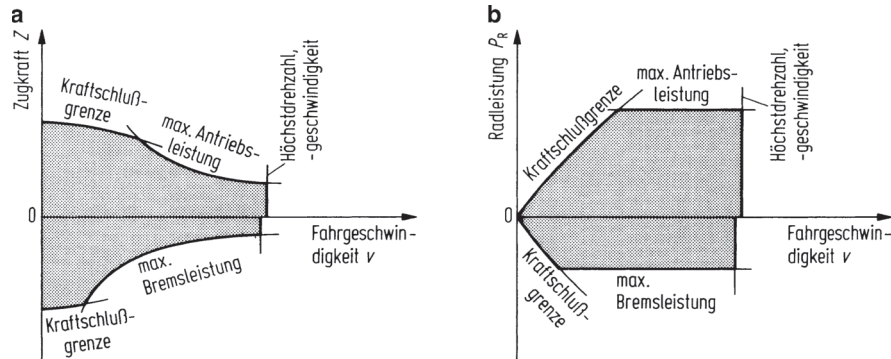 a
Zugkraft Z
Kraftschluß-
grenze
max. Antriebs-
leistung
Höchstdrehzahl,
-geschwindigkeit
0
Fahrgeschwin-
digkeit v
max.
Bremsleistung
Kraftschluß-
grenze
b
Radleistung P_R
Kraftschlußgrenze
max. Antriebs-
leistung
Höchstdrehzahl,
-geschwindigkeit
0
Fahrgeschwin-
digkeit v
Kraftschluß-
grenze
max.
Bremsleistung